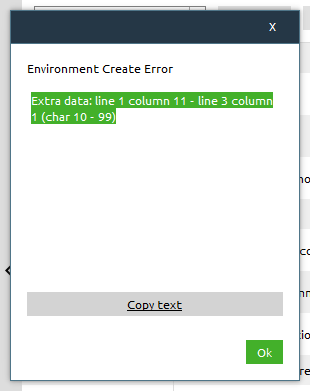 X
Environment Create Error
Extra data: line 1 column 11 - line 3 column
1 (char 10 - 99)
Copy text
Ok